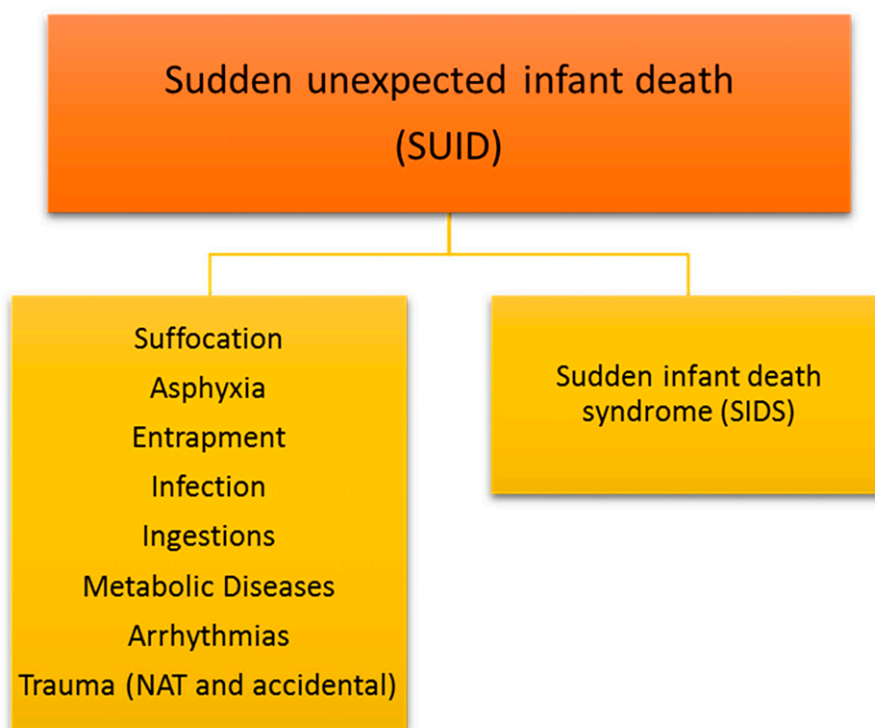 Sudden unexpected infant death
(SUID)
Suffocation
Asphyxia
Entrapment
Infection
Ingestions
Metabolic Diseases
Arrhythmias
Trauma (NAT and accidental)
Sudden infant death
syndrome (SIDS)